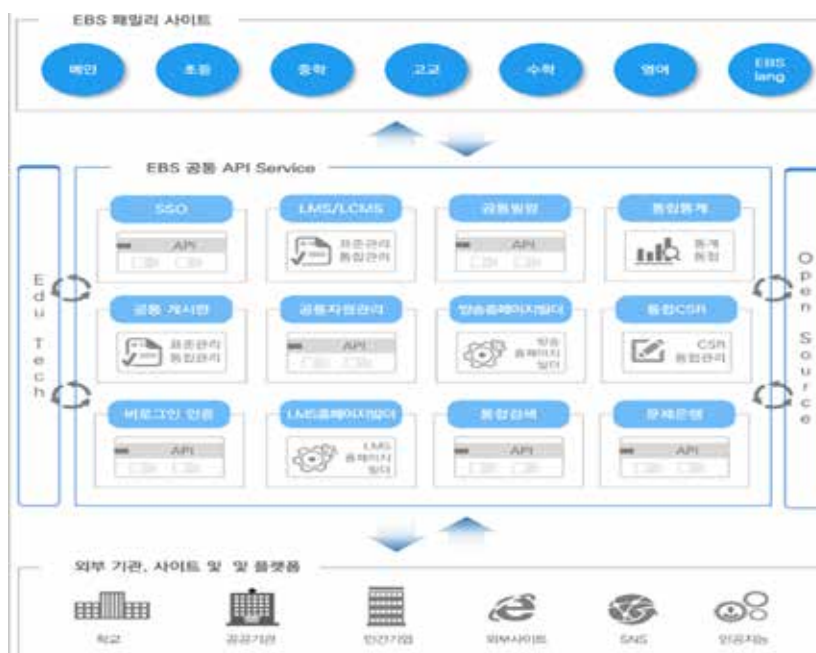 EBS 패밀리 사이트
메인
초등
중학
고교
수학
영어
EBS
lang
EBS 공통 API Service
SSO
LMS/LCMS
공통빌링
통합통계
API
표준관리
통합관리
API
통계
통합
Edu Tech
Open Source
공통 게시판
공통자원관리
방송홈페이지빌더
통합CSR
표준관리
통합관리
API
방송
홈페이지
빌더
CSR
통합관리
비로그인 인증
LMS홈페이지빌더
통합검색
문제은행
API
LMS
홈페이지
빌더
API
API
외부 기관, 사이트 및 및 플랫폼
학교
공공기관
민간기업
외부사이트
SNS
인공지능